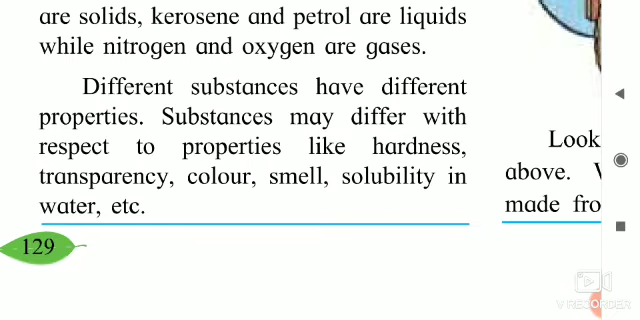 are solids, kerosene and petrol are liquids
while nitrogen and oxygen are gases.
Different substances have different
properties. Substances may differ with
respect to properties like hardness,
transparency, colour, smell, solubility in
water, etc.
129
Look
above.
made fro
V RECORDER